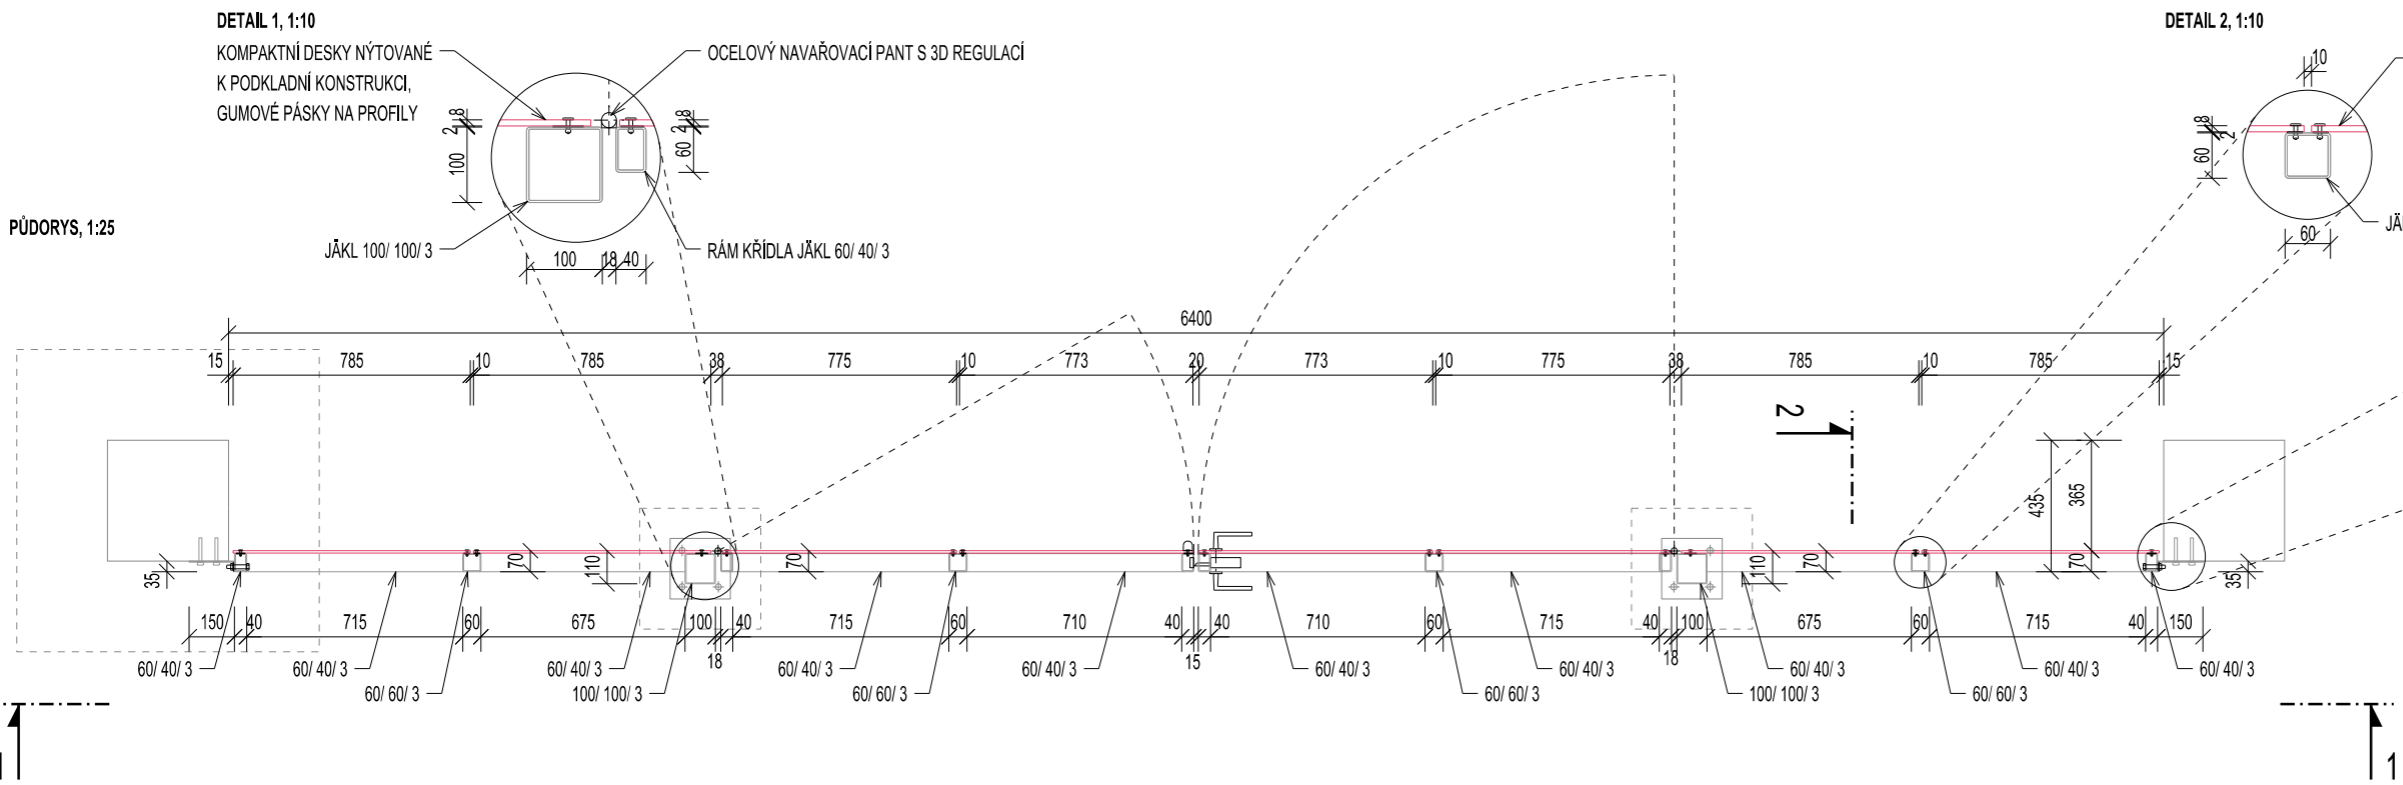 DETAIL 1, 1:10
KOMPAKTNÍ DESKY NÝTOVANÉ
K PODKLADNÍ KONSTRUKCI,
GUMOVÉ PÁSKY NA PROFILY
OCELOVÝ NAVAŘOVACÍ PANT S 3D REGULACÍ
8
2
100
8
2
60
JÄKL 100/ 100/ 3
RÁM KŘÍDLA JÄKL 60/ 40/ 3
100
18
40
DETAIL 2, 1:10
10
8
2
60
60
JÄ
PŮDORYS, 1:25
6400
15 785 10 785 38 775 10 773 20 773 10 775 38 785 10 785 15
2
435
365
35
70
110
70
110
70
70
35
150 40 715 60 675 100 40 715 60 710 40 40 710 60 715 40 100 675 60 715 40 150
18 15 18
60/ 40/ 3 60/ 40/ 3 60/ 40/ 3 60/ 40/ 3 60/ 40/ 3 60/ 40/ 3 60/ 40/ 3 60/ 40/ 3 60/ 40/ 3 60/ 40/ 3
60/ 60/ 3 100/ 100/ 3 60/ 60/ 3 60/ 60/ 3 100/ 100/ 3 60/ 60/ 3
1